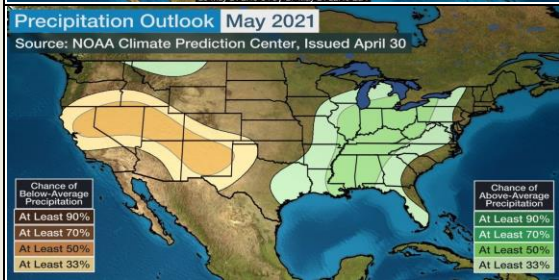 Precipitation Outlook May 2021
Source: NOAA Climate Prediction Center, Issued April 30
Chance of
Below-Average
Precipitation
At Least 90%
At Least 70%
At Least 50%
At Least 33%
Chance of
Above-Average
Precipitation
At Least 90%
At Least 70%
At Least 50%
At Least 33%